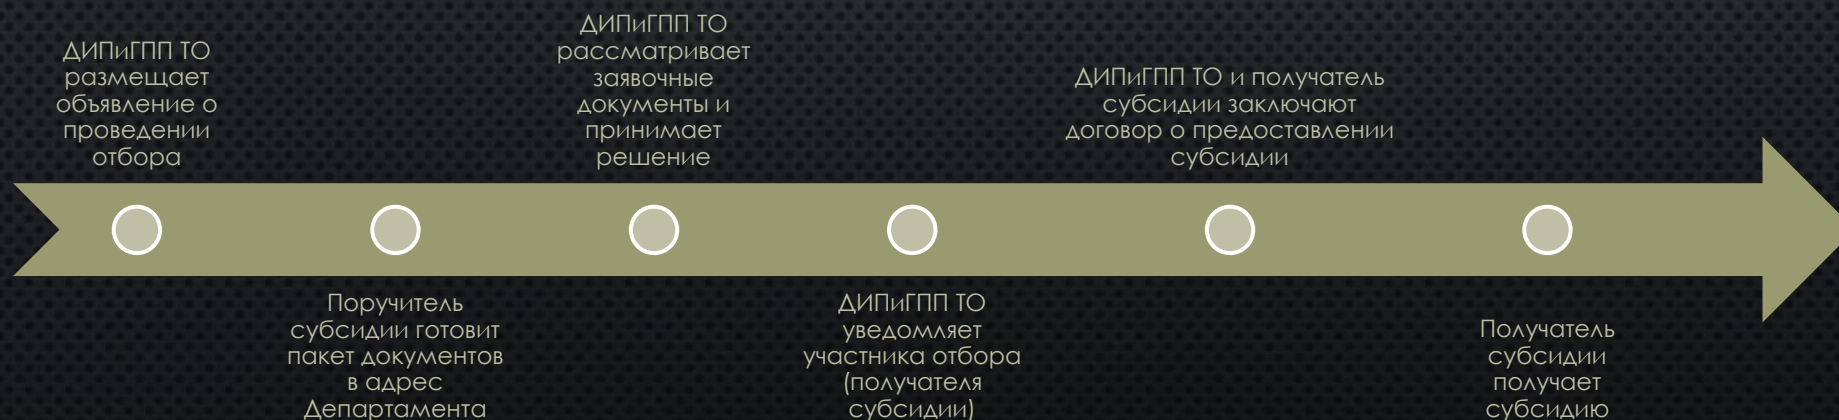 ДИПиГПП ТО
размещает
объявление о
проведении
отбора
Поручитель
субсидии готовит
пакет документов
в адрес
Департамента
ДИПиГПП ТО
рассматривает
заявочные
документы и
принимает
решение
ДИПиГПП ТО
уведомляет
участника отбора
(получателя
субсидии)
ДИПиГПП ТО и получатель
субсидии заключают
договор о предоставлении
субсидии
Получатель
субсидии
получает
субсидию